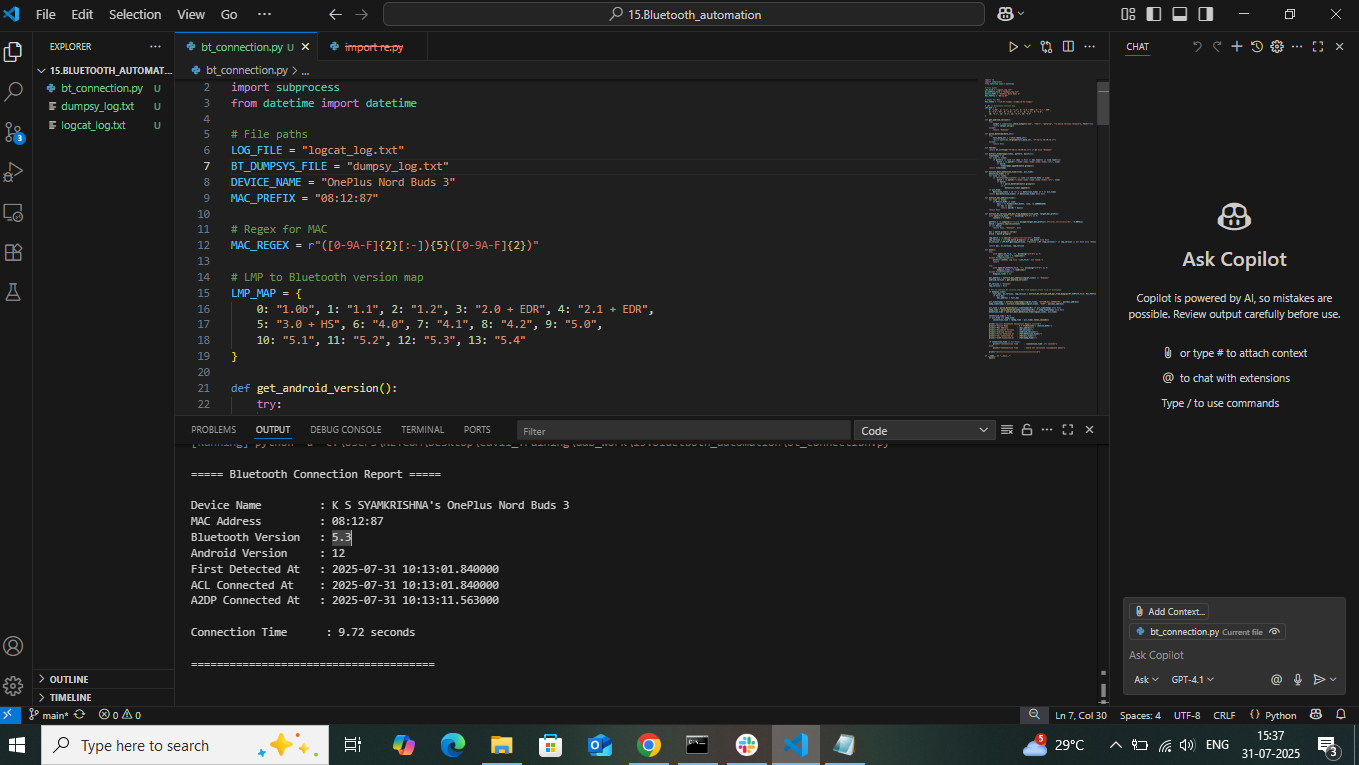 File Edit Selection View Go ··· 15.Bluetooth_automation
EXPLORER ···
15.BLUETOOTH_AUTOMAT...
bt_connection.py U
dumpsy_log.txt U
logcat_log.txt U
OUTLINE
TIMELINE
3
bt_connection.py U
import re.py
bt_connection.py > ...
2 import subprocess
3 from datetime import datetime
4
5 # File paths
6 LOG_FILE = "logcat_log.txt"
7 BT_DUMPSYS_FILE = "dumpsy_log.txt"
8 DEVICE_NAME = "OnePlus Nord Buds 3"
9 MAC_PREFIX = "08:12:87"
10
11 # Regex for MAC
12 MAC_REGEX = r"([0-9A-F]{2}[:-]){5}([0-9A-F]{2})"
13
14 # LMP to Bluetooth version map
15 LMP_MAP = {
16 0: "1.0b", 1: "1.1", 2: "1.2", 3: "2.0 + EDR", 4: "2.1 + EDR",
17 5: "3.0 + HS", 6: "4.0", 7: "4.1", 8: "4.2", 9: "5.0",
18 10: "5.1", 11: "5.2", 12: "5.3", 13: "5.4"
19 }
20
21 def get_android_version():
22 try:
PROBLEMS OUTPUT DEBUG CONSOLE TERMINAL PORTS Filter Code
===== Bluetooth Connection Report =====
Device Name : K S SYAMKRISHNA's OnePlus Nord Buds 3
MAC Address : 08:12:87
Bluetooth Version : 5.3
Android Version : 12
First Detected At : 2025-07-31 10:13:01.840000
ACL Connected At : 2025-07-31 10:13:01.840000
A2DP Connected At : 2025-07-31 10:13:11.563000
Connection Time : 9.72 seconds
======================================
CHAT
Ask Copilot
Copilot is powered by AI, so mistakes are
possible. Review output carefully before use.
or type # to attach context
@ to chat with extensions
Type / to use commands
Add Context...
bt_connection.py Current file
Ask Copilot
Ask GPT-4.1 @
main* 0 0 Ln 7, Col 30 Spaces: 4 UTF-8 CRLF {} Python
Type here to search 5 29°C ENG 15:37
31-07-2025 3